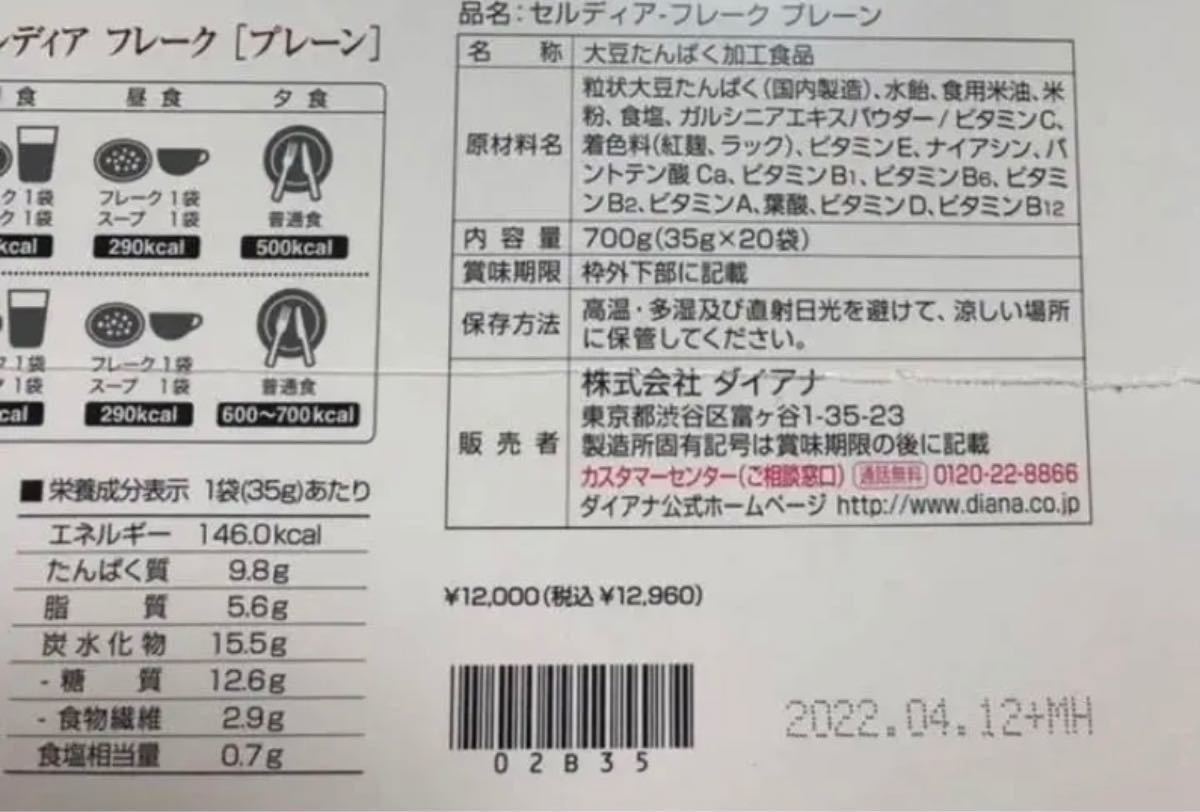 ルディア フレーク［プレーン］
食
昼食
夕食
ク 1袋
ク 1袋
kcal
フレーク 1袋
スープ 1袋
290kcal
普通食
500kcal
ク 1袋
ク 1袋
cal
フレーク 1袋
スープ 1袋
290kcal
普通食
600〜700kcal
■栄養成分表示 1袋(35g)あたり
エネルギー 146.0kcal
たんぱく質 9.8g
脂質 5.6g
炭水化物 15.5g
-糖質 12.6g
-食物繊維 2.9g
食塩相当量 0.7g
品名：セルディア-フレーク プレーン
名称 大豆たんぱく加工食品
原材料名 粒状大豆たんぱく(国内製造)、水飴、食用米油、米
粉、食塩、ガルシニアエキスパウダー/ビタミンC、
着色料(紅麹、ラック)、ビタミンE、ナイアシン、パ
ントテン酸Ca、ビタミンB1、ビタミンB6、ビタミ
ンB2、ビタミンA、葉酸、ビタミンD、ビタミンB12
内容量 700g(35g×20袋)
賞味期限 枠外下部に記載
保存方法 高温・多湿及び直射日光を避けて、涼しい場所
に保管してください。
販売者 株式会社 ダイアナ
東京都渋谷区富ヶ谷1-35-23
製造所固有記号は賞味期限の後に記載
カスタマーセンター(ご相談窓口) 通話無料 0120-22-8866
ダイアナ公式ホームページ http://www.diana.co.jp
¥12,000(税込¥12,960)
02B35
2022.04.12+MH